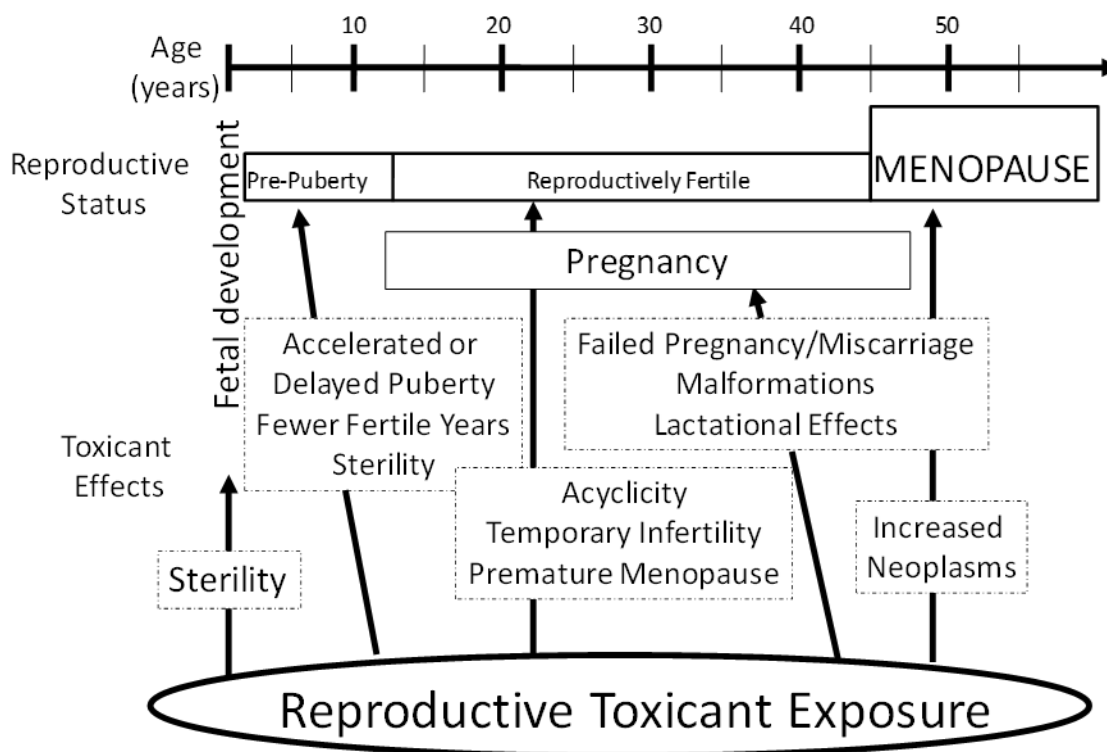 10 20 30 40 50
Age
(years)
Fetal development
Reproductive
Status
Pre-Puberty
Reproductively Fertile
MENOPAUSE
Pregnancy
Accelerated or
Delayed Puberty
Fewer Fertile Years
Sterility
Failed Pregnancy/Miscarriage
Malformations
Lactational Effects
Toxicant
Effects
Acyclicity
Temporary Infertility
Premature Menopause
Increased
Neoplasms
Sterility
Reproductive Toxicant Exposure